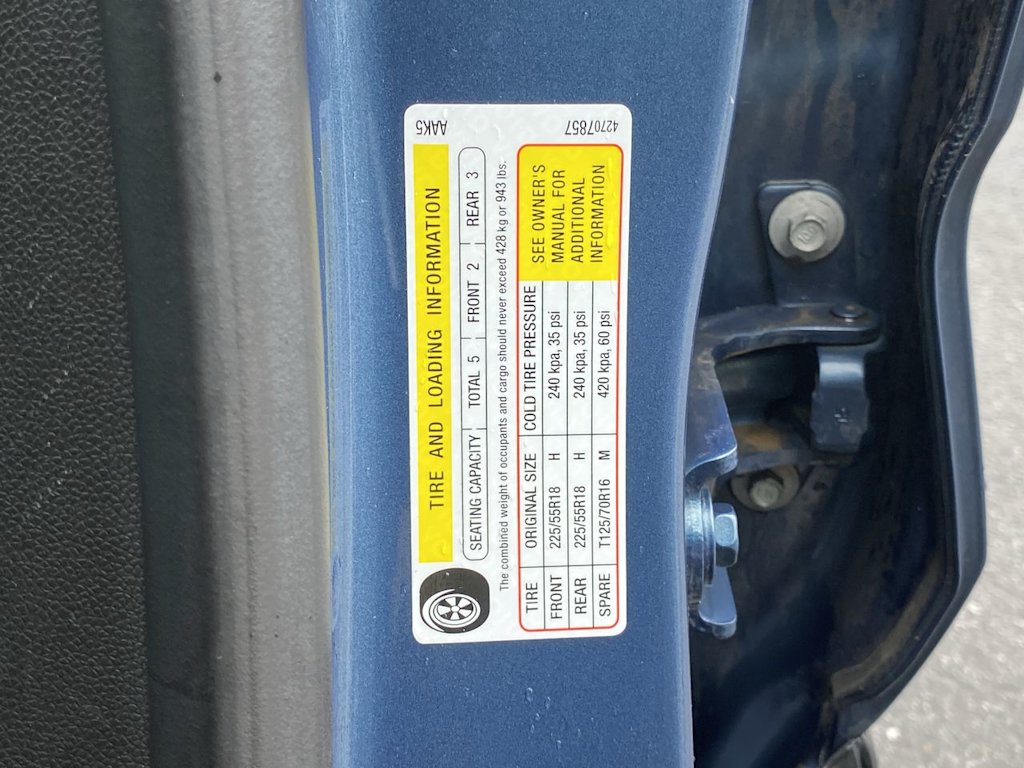 AAK5
42707857
TIRE AND LOADING INFORMATION
SEATING CAPACITY TOTAL 5 FRONT 2 REAR 3
The combined weight of occupants and cargo should never exceed 428 kg or 943 lbs.
TIRE ORIGINAL SIZE COLD TIRE PRESSURE
FRONT 225/55R18 H 240 kpa, 35 psi
REAR 225/55R18 H 240 kpa, 35 psi
SPARE T125/70R16 M 420 kpa, 60 psi
SEE OWNER'S
MANUAL FOR
ADDITIONAL
INFORMATION